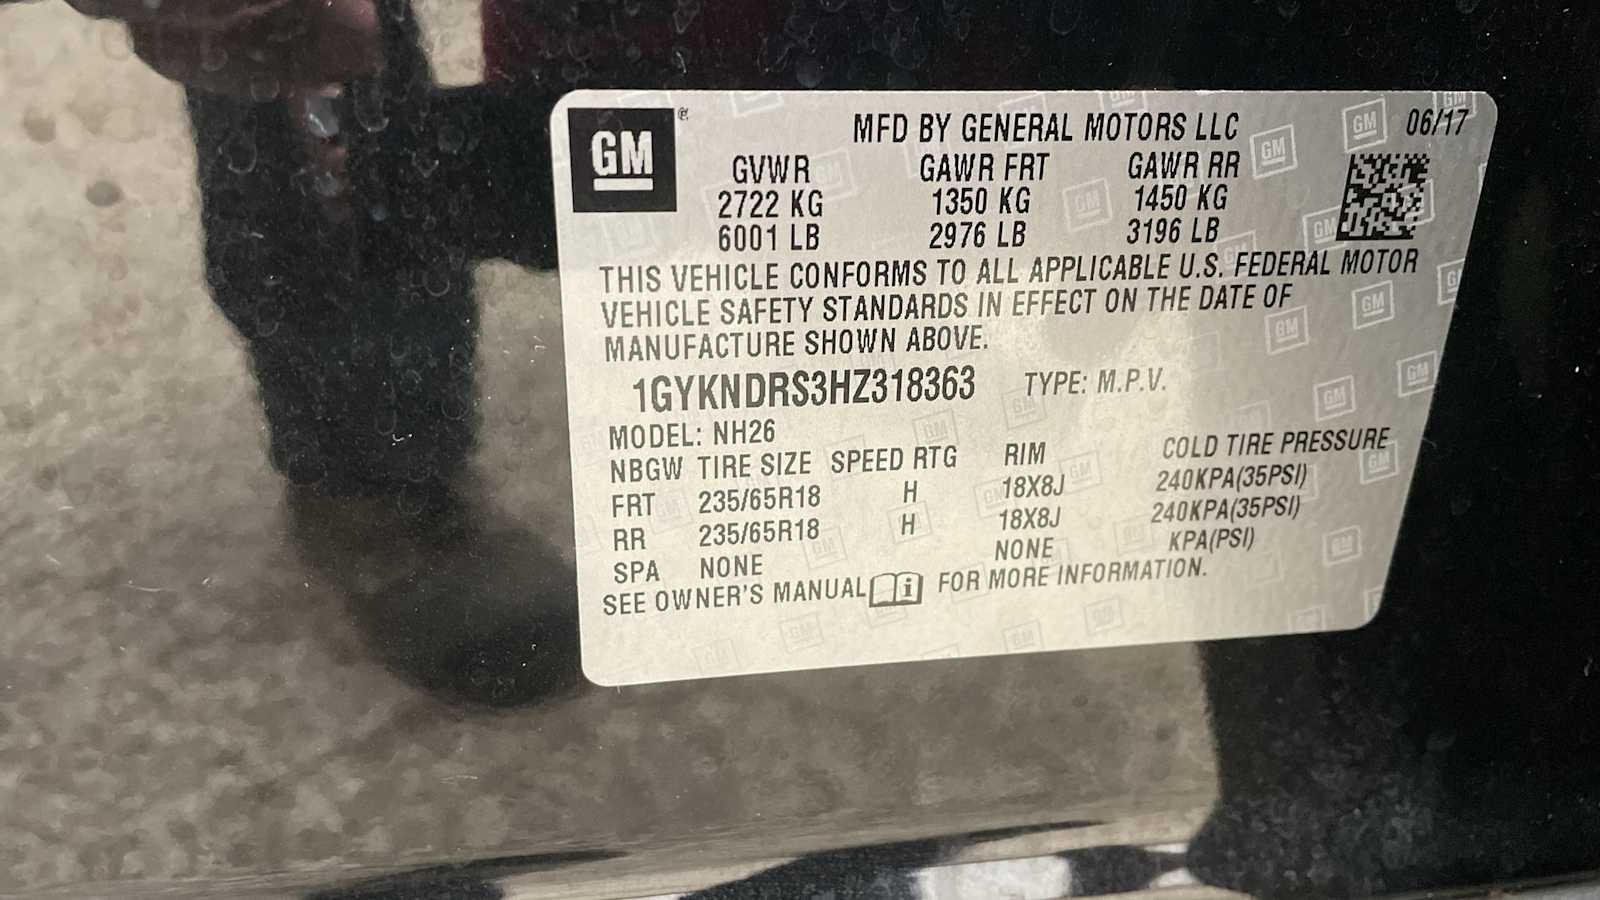 GM
MFD BY GENERAL MOTORS LLC 06/17
GVWR GAWR FRT GAWR RR
2722 KG 1350 KG 1450 KG
6001 LB 2976 LB 3196 LB
THIS VEHICLE CONFORMS TO ALL APPLICABLE U.S. FEDERAL MOTOR
VEHICLE SAFETY STANDARDS IN EFFECT ON THE DATE OF
MANUFACTURE SHOWN ABOVE.
1GYKNDRS3HZ318363 TYPE: M.P.V.
MODEL: NH26
NBGW TIRE SIZE SPEED RTG RIM COLD TIRE PRESSURE
FRT 235/65R18 H 18X8J 240KPA(35PSI)
RR 235/65R18 H 18X8J 240KPA(35PSI)
SPA NONE NONE KPA(PSI)
SEE OWNER'S MANUAL FOR MORE INFORMATION.